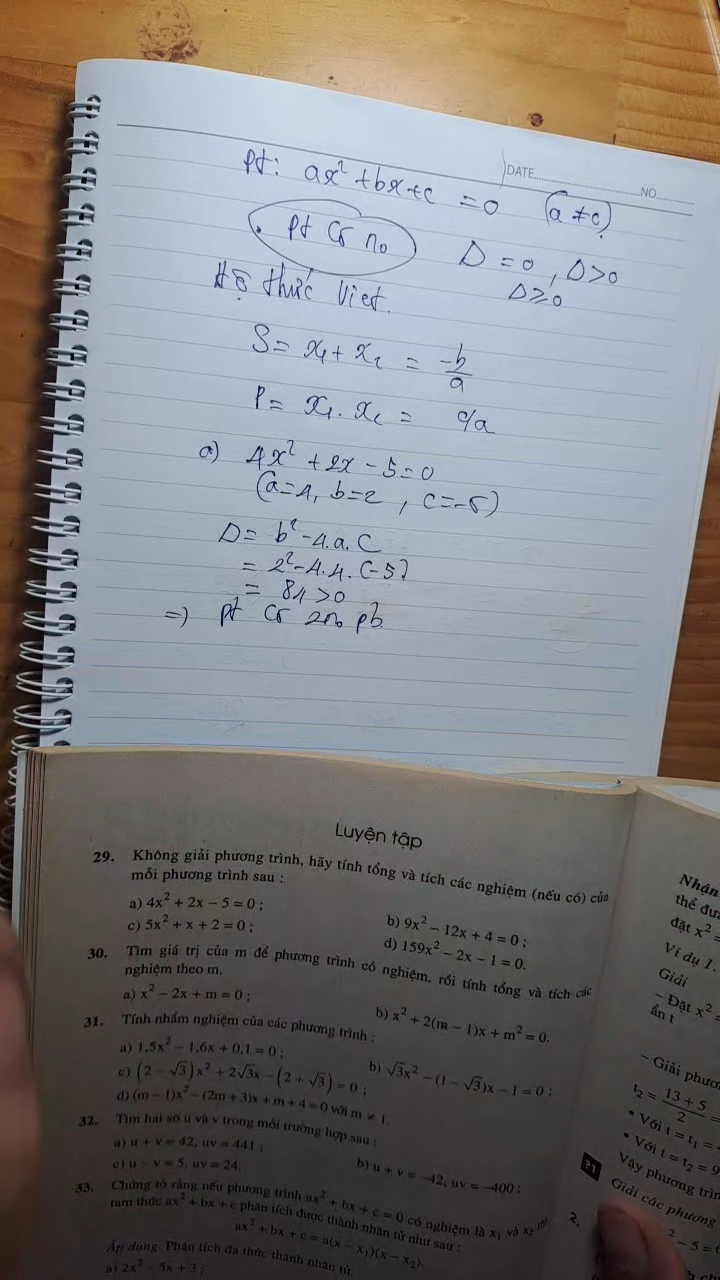 DATE NO
pt: ax² + bx + c = 0 (a ≠ 0)
. pt có n₀ Δ = 0, Δ > 0
Δ ≥ 0
Hệ thức Viet.
S = x₁ + x₂ = -b/a
P = x₁ . x₂ = c/a
a) 4x² + 2x - 5 = 0
(a = 4, b = 2, c = -5)
Δ = b² - 4.a.c
= 2² - 4.4.(-5)
= 84 > 0
=> pt có 2n₀ pb.
Luyện tập
29. Không giải phương trình, hãy tính tổng và tích các nghiệm (nếu có) của
mỗi phương trình sau :
a) 4x² + 2x − 5 = 0 ; b) 9x² − 12x + 4 = 0 ;
c) 5x² + x + 2 = 0 ; d) 159x² − 2x − 1 = 0.
30. Tìm giá trị của m để phương trình có nghiệm, rồi tính tổng và tích các
nghiệm theo m.
a) x² − 2x + m = 0 ; b) x² + 2(m − 1)x + m² = 0.
31. Tính nhẩm nghiệm của các phương trình :
a) 1,5x² − 1,6x + 0,1 = 0 ; b) √3x² − (1 − √3)x − 1 = 0 ;
c) (2 − √3)x² + 2√3x − (2 + √3) = 0 ;
d) (m − 1)x² − (2m + 3)x + m + 4 = 0 với m ≠ 1.
32. Tìm hai số u và v trong mỗi trường hợp sau :
a) u + v = 42, uv = 441 ; b) u + v = −42, uv = −400 ;
c) u − v = 5, uv = 24.
33. Chứng tỏ rằng nếu phương trình ax² + bx + c = 0 có nghiệm là x₁ và x₂ thì
tam thức ax² + bx + c phân tích được thành nhân tử như sau :
ax² + bx + c = a(x − x₁)(x − x₂).
Áp dụng. Phân tích đa thức thành nhân tử.
a) 2x² − 5x + 3 ;
Nhận
thể đưa
đặt x² =
Ví dụ 1.
Giải
− Đặt x² =
ẩn t
− Giải phươ
t₂ = (13 + 5)/2 =
• Với t = t₁ =
• Với t = t₂ = 9
Vậy phương trìn
?1
Giải các phương
² − 5 =